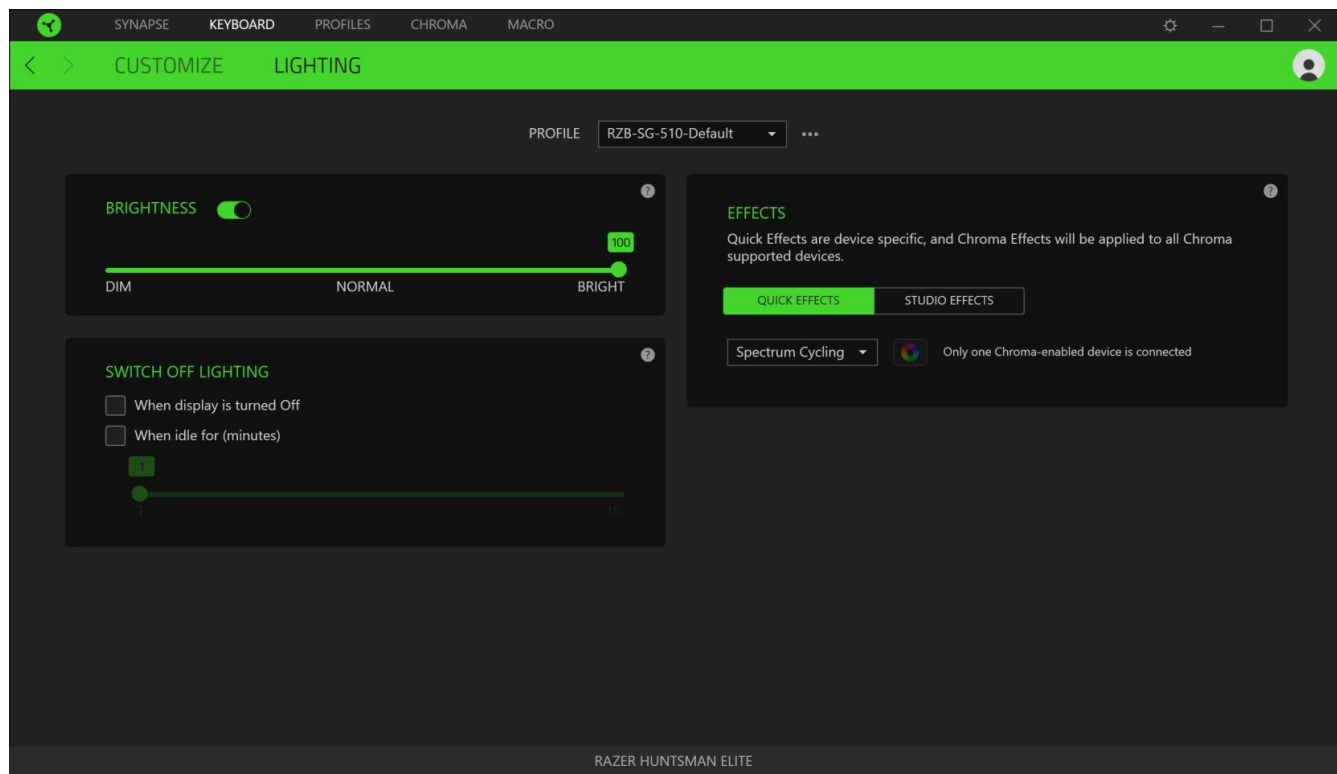 SYNAPSE KEYBOARD PROFILES CHROMA MACRO
CUSTOMIZE LIGHTING
PROFILE RZB-SG-510-Default
BRIGHTNESS
100
DIM NORMAL BRIGHT
SWITCH OFF LIGHTING
When display is turned Off
When idle for (minutes)
1
1 15
EFFECTS
Quick Effects are device specific, and Chroma Effects will be applied to all Chroma
supported devices.
QUICK EFFECTS STUDIO EFFECTS
Spectrum Cycling Only one Chroma-enabled device is connected
RAZER HUNTSMAN ELITE